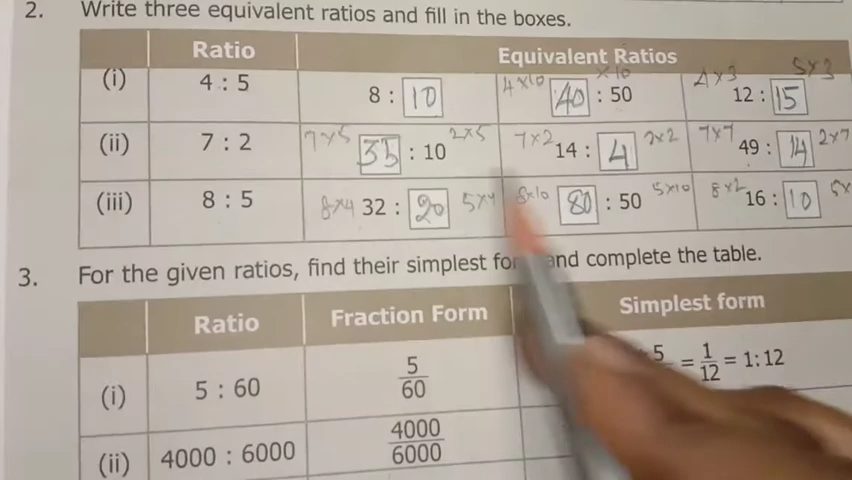 2. Write three equivalent ratios and fill in the boxes.
Ratio Equivalent Ratios
(i) 4 : 5 8 : 10 4×10 40 : 50 ×10 4×3 12 : 15 5×3
(ii) 7 : 2 7×5 35 : 10 2×5 7×2 14 : 4 2×2 7×7 49 : 14 2×7
(iii) 8 : 5 8×4 32 : 20 5×4 8×10 80 : 50 5×10 8×2 16 : 10 5×
3. For the given ratios, find their simplest and complete the table.
Ratio Fraction Form Simplest form
(i) 5 : 60 5/60 5 = 1/12 = 1:12
(ii) 4000 : 6000 4000/6000